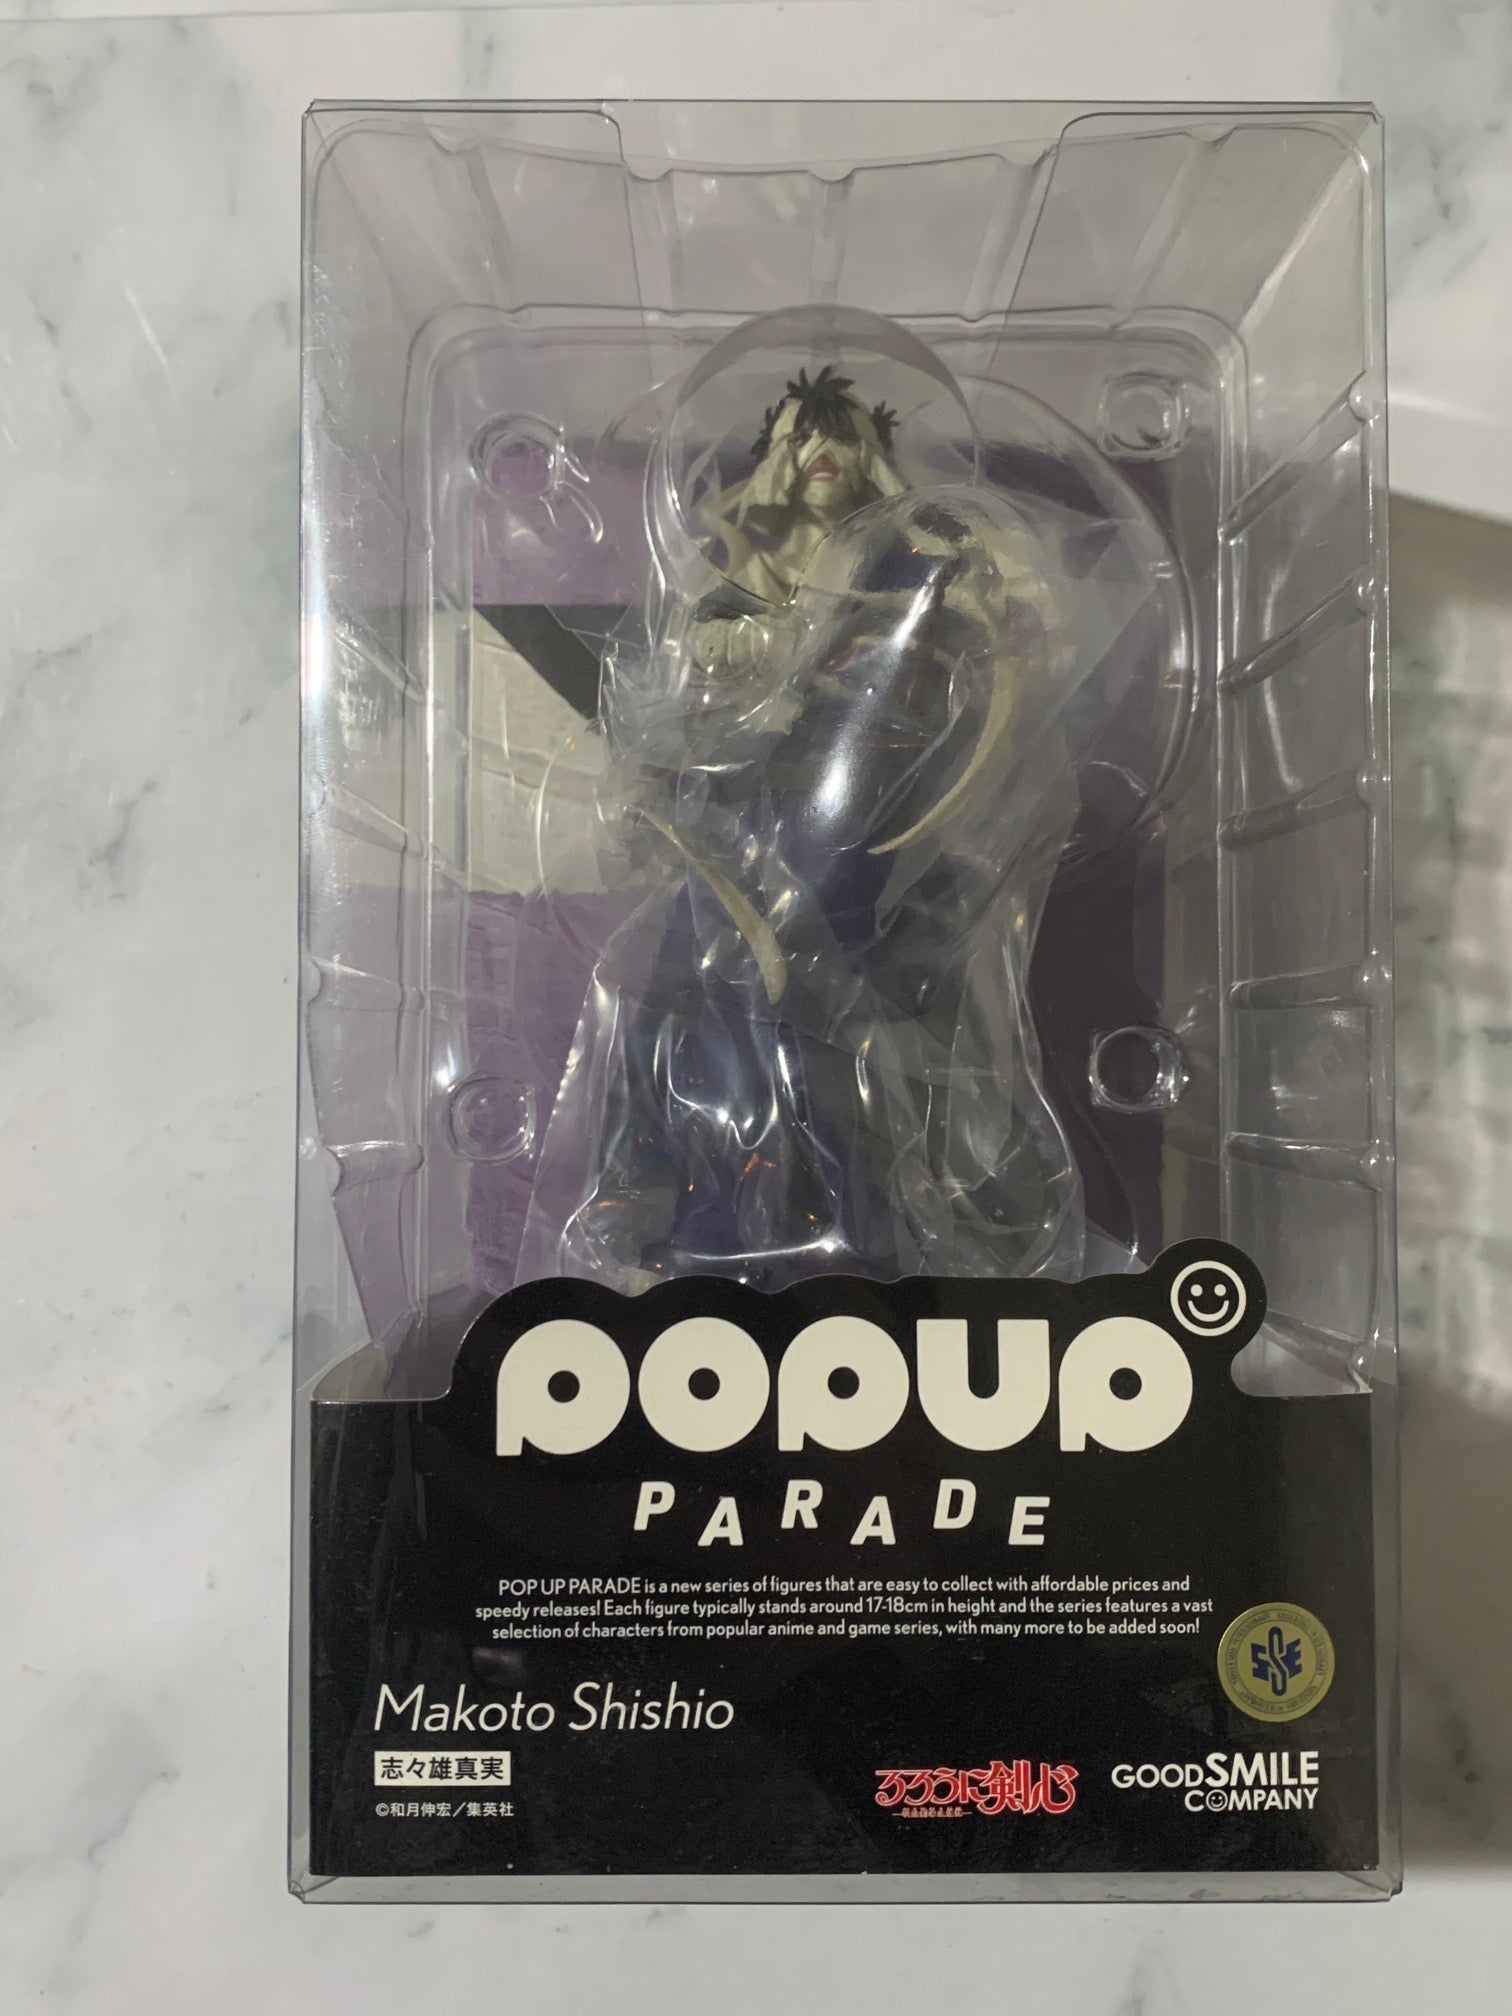 POPUP
PARADE
POP UP PARADE is a new series of figures that are easy to collect with affordable prices and
speedy releases! Each figure typically stands around 17-18cm in height and the series features a vast
selection of characters from popular anime and game series, with many more to be added soon!
Makoto Shishio
志々雄真実
©和月伸宏／集英社
るろうに剣心
GOOD SMILE
COMPANY